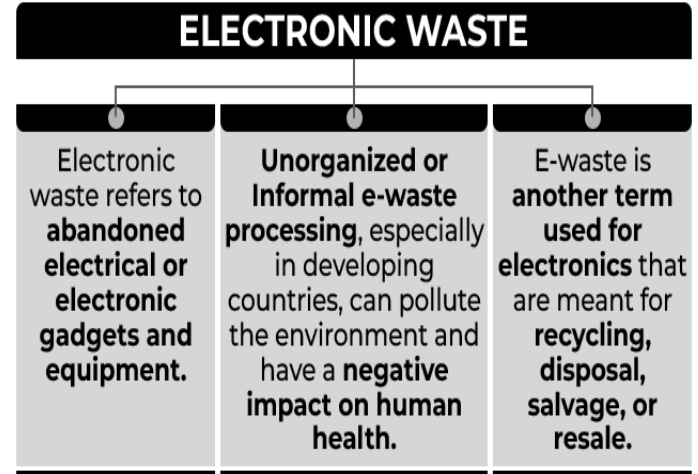 ELECTRONIC WASTE
Electronic
waste refers to
abandoned
electrical or
electronic
gadgets and
equipment.
Unorganized or
Informal e-waste
processing, especially
in developing
countries, can pollute
the environment and
have a negative
impact on human
health.
E-waste is
another term
used for
electronics that
are meant for
recycling,
disposal,
salvage, or
resale.